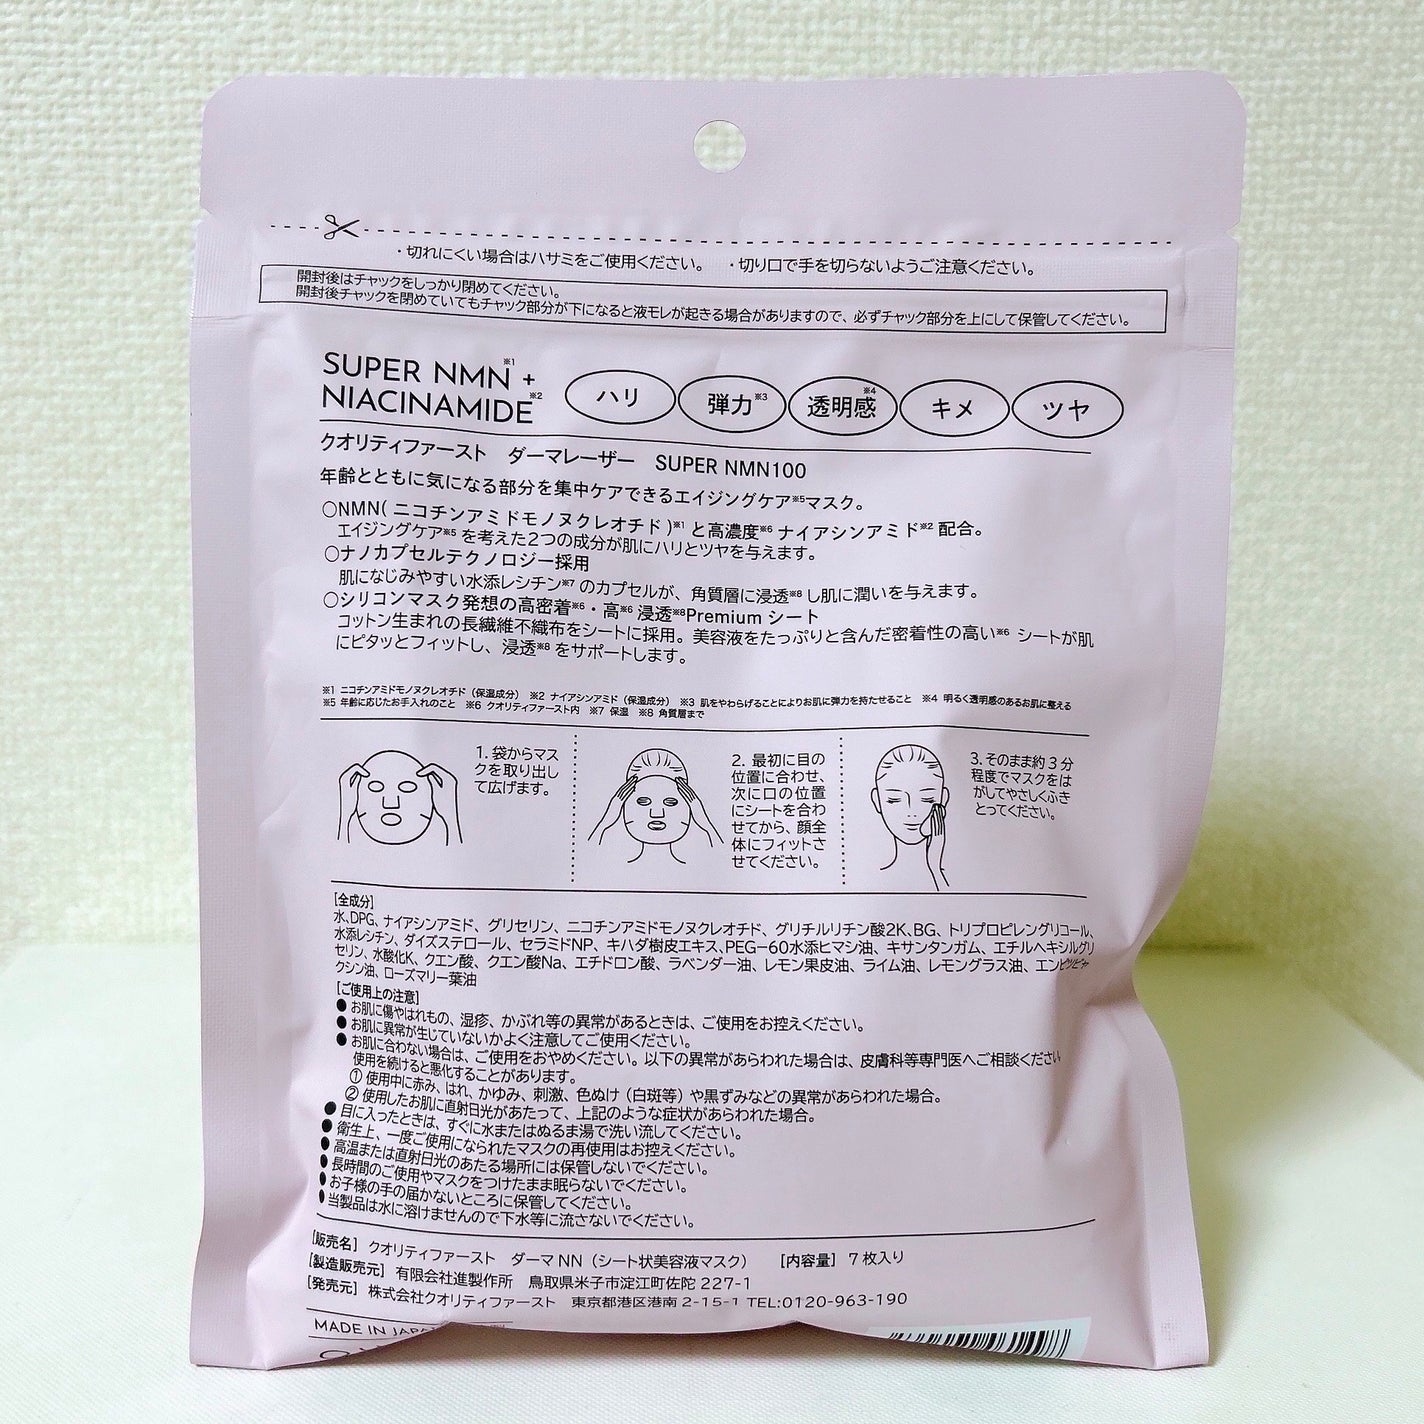 ・切れにくい場合はハサミをご使用ください。 ・切り口で手を切らないようご注意ください。
開封後はチャックをしっかり閉めてください。
開封後チャックを閉めていてもチャック部分が下になると液モレが起きる場合がありますので、必ずチャック部分を上にして保管してください。
SUPER NMN※1 +
NIACINAMIDE※2
ハリ 弾力※3 透明感※4 キメ ツヤ
クオリティファースト ダーマレーザー SUPER NMN100
年齢とともに気になる部分を集中ケアできるエイジングケア※5マスク。
○NMN(ニコチンアミドモノヌクレオチド)※1 と高濃度※6 ナイアシンアミド※2 配合。
エイジングケア※5 を考えた2つの成分が肌にハリとツヤを与えます。
○ナノカプセルテクノロジー採用
肌になじみやすい水添レシチン※7 のカプセルが、角質層に浸透※8 し肌に潤いを与えます。
○シリコンマスク発想の高密着※6・高※6 浸透※8Premium シート
コットン生まれの長繊維不織布をシートに採用。美容液をたっぷりと含んだ密着性の高い※6 シートが肌
にピタッとフィットし、浸透※8 をサポートします。
※1 ニコチンアミドモノヌクレオチド（保湿成分） ※2 ナイアシンアミド（保湿成分） ※3 肌をやわらげることによりお肌に弾力を持たせること ※4 明るく透明感のあるお肌に整える
※5 年齢に応じたお手入れのこと ※6 クオリティファースト内 ※7 保湿 ※8 角質層まで
1. 袋からマス
クを取り出し
て広げます。
2. 最初に目の
位置に合わせ、
次に口の位置
にシートを合わ
せてから、顔全
体にフィットさ
せてください。
3. そのまま約3分
程度でマスクをは
がしてやさしくふき
とってください。
[全成分]
水、DPG、ナイアシンアミド、グリセリン、ニコチンアミドモノヌクレオチド、グリチルリチン酸2K、BG、トリプロピレングリコール、
水添レシチン、ダイズステロール、セラミドNP、キハダ樹皮エキス、PEG-60水添ヒマシ油、キサンタンガム、エチルヘキシルグリ
セリン、水酸化K、クエン酸、クエン酸Na、エチドロン酸、ラベンダー油、レモン果皮油、ライム油、レモングラス油、エンピツビャ
クシン油、ローズマリー葉油
[ご使用上の注意]
●お肌に傷やはれもの、湿疹、かぶれ等の異常があるときは、ご使用をお控えください。
●お肌に異常が生じていないかよく注意してご使用ください。
●お肌に合わない場合は、ご使用をおやめください。以下の異常があらわれた場合は、皮膚科等専門医へご相談ください。
使用を続けると悪化することがあります。
①使用中に赤み、はれ、かゆみ、刺激、色ぬけ（白斑等）や黒ずみなどの異常があらわれた場合。
②使用したお肌に直射日光があたって、上記のような症状があらわれた場合。
●目に入ったときは、すぐに水またはぬるま湯で洗い流してください。
●衛生上、一度ご使用になられたマスクの再使用はお控えください。
●高温または直射日光のあたる場所には保管しないでください。
●長時間のご使用やマスクをつけたまま眠らないでください。
●お子様の手の届かないところに保管してください。
●当製品は水に溶けませんので下水等に流さないでください。
[販売名] クオリティファースト ダーマNN（シート状美容液マスク） [内容量] 7枚入り
[製造販売元] 有限会社進製作所 鳥取県米子市淀江町佐陀 227-1
[発売元] 株式会社クオリティファースト 東京都港区港南 2-15-1 TEL:0120-963-190
MADE IN JAPAN